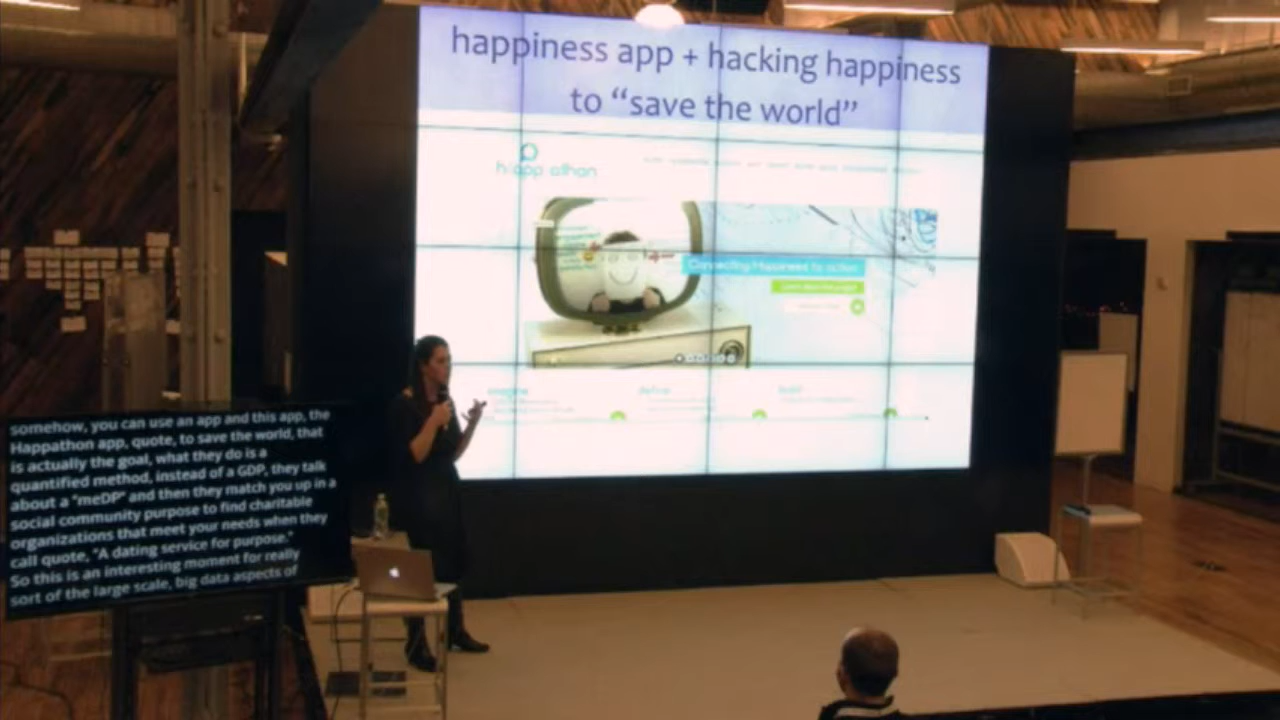 happiness app + hacking happiness
to “save the world”
h(app)athon
Connecting Happiness to action
somehow, you can use an app and this app, the
Happathon app, quote, to save the world, that
is actually the goal, what they do is a
quantified method, instead of a GDP, they talk
about a "meDP" and then they match you up in a
social community purpose to find charitable
organizations that meet your needs when they
call quote, "A dating service for purpose."
So this is an interesting moment for really
sort of the large scale, big data aspects of